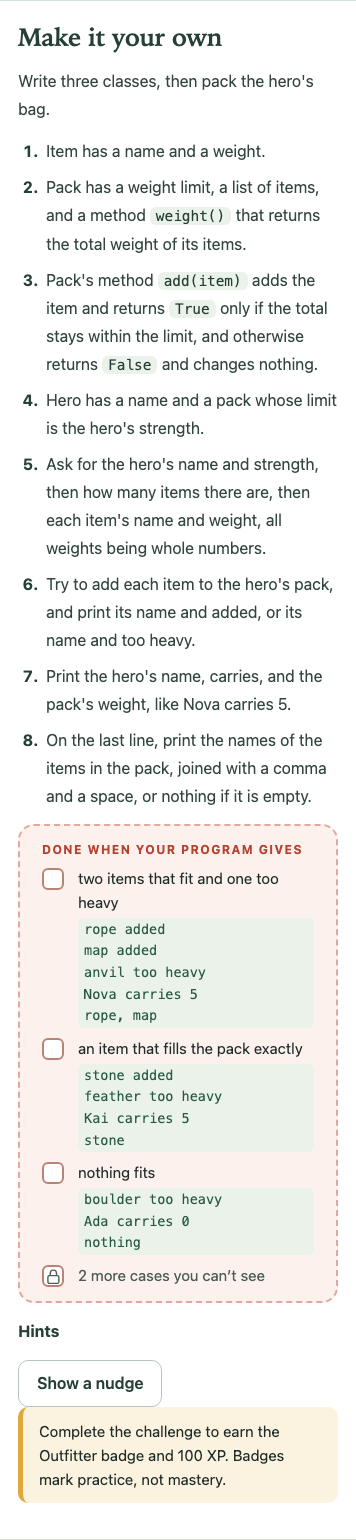 Make it your own
Write three classes, then pack the hero's
bag.
1. Item has a name and a weight.
2. Pack has a weight limit, a list of items,
and a method weight() that returns
the total weight of its items.
3. Pack's method add(item) adds the
item and returns True only if the total
stays within the limit, and otherwise
returns False and changes nothing.
4. Hero has a name and a pack whose limit
is the hero's strength.
5. Ask for the hero's name and strength,
then how many items there are, then
each item's name and weight, all
weights being whole numbers.
6. Try to add each item to the hero's pack,
and print its name and added, or its
name and too heavy.
7. Print the hero's name, carries, and the
pack's weight, like Nova carries 5.
8. On the last line, print the names of the
items in the pack, joined with a comma
and a space, or nothing if it is empty.
DONE WHEN YOUR PROGRAM GIVES
two items that fit and one too
heavy
rope added
map added
anvil too heavy
Nova carries 5
rope, map
an item that fills the pack exactly
stone added
feather too heavy
Kai carries 5
stone
nothing fits
boulder too heavy
Ada carries 0
nothing
2 more cases you can’t see
Hints
Show a nudge
Complete the challenge to earn the
Outfitter badge and 100 XP. Badges
mark practice, not mastery.